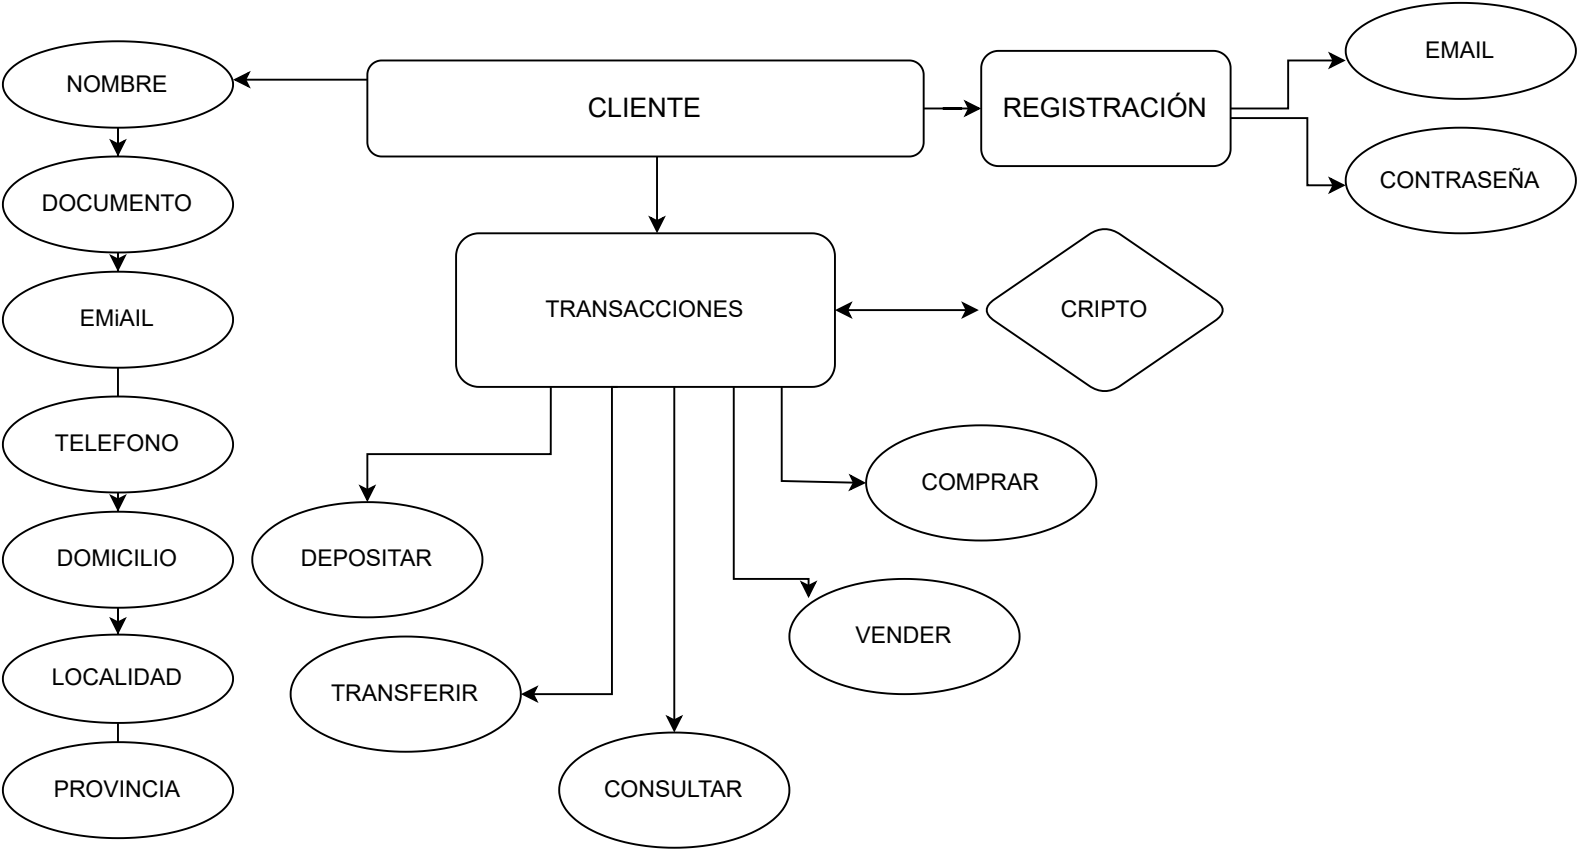 NOMBRE
CLIENTE
REGISTRACIÓN
EMAIL
CONTRASEÑA
DOCUMENTO
EMiAIL
TRANSACCIONES
CRIPTO
TELEFONO
COMPRAR
DOMICILIO
DEPOSITAR
VENDER
LOCALIDAD
TRANSFERIR
PROVINCIA
CONSULTAR